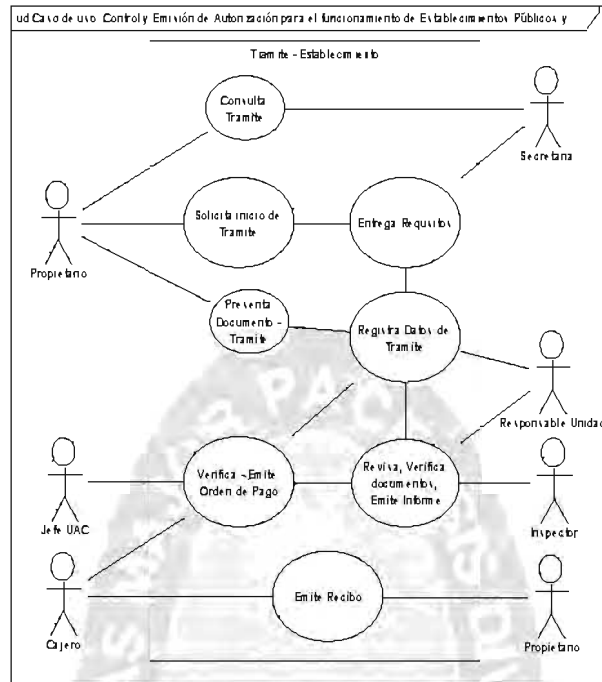 ud Caso de uso Control y Emisión de Autorización para el funcionamiento de Establecimientos Públicos y
Tramite - Establecimiento
Consulta
Tramite
Secretaria
Solicita inicio de
Tramite
Entrega Requisitos
Propietario
Presenta
Documento -
Tramite
Registra Datos de
Tramite
Responsable Unidad
Verifica - Emite
Orden de Pago
Revisa, Verifica
documentos,
Emite Informe
Jefe UAC
Inspector
Emite Recibo
Cajero
Propietario